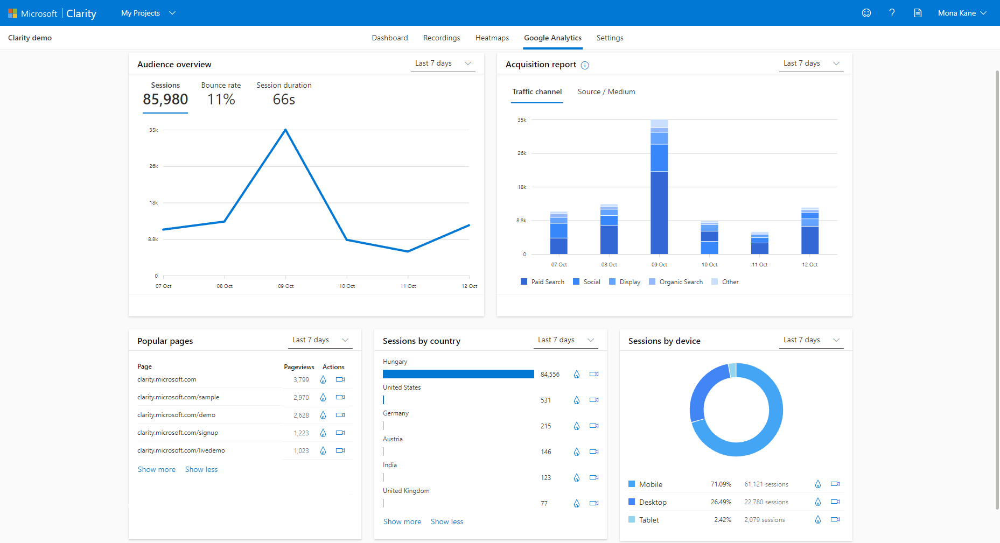 Microsoft | Clarity
My Projects
Mona Kane
Clarity demo
Dashboard
Recordings
Heatmaps
Google Analytics
Settings
Audience overview
Last 7 days
Sessions
85,980
Bounce rate
11%
Session duration
66s
35k
26k
18k
8.8k
0
07 Oct
08 Oct
09 Oct
10 Oct
11 Oct
12 Oct
Acquisition report
Last 7 days
Traffic channel
Source / Medium
35k
26k
18k
8.8k
0
07 Oct
08 Oct
09 Oct
10 Oct
11 Oct
12 Oct
Paid Search
Social
Display
Organic Search
Other
Popular pages
Last 7 days
Page Pageviews Actions
clarity.microsoft.com 3,799
clarity.microsoft.com/sample 2,970
clarity.microsoft.com/demo 2,628
clarity.microsoft.com/signup 1,223
clarity.microsoft.com/livedemo 1,023
Show more Show less
Sessions by country
Last 7 days
Hungary
84,556
United States
531
Germany
215
Austria
146
India
123
United Kingdom
77
Show more Show less
Sessions by device
Last 7 days
Mobile 71.09% 61,121 sessions
Desktop 26.49% 22,780 sessions
Tablet 2.42% 2,079 sessions